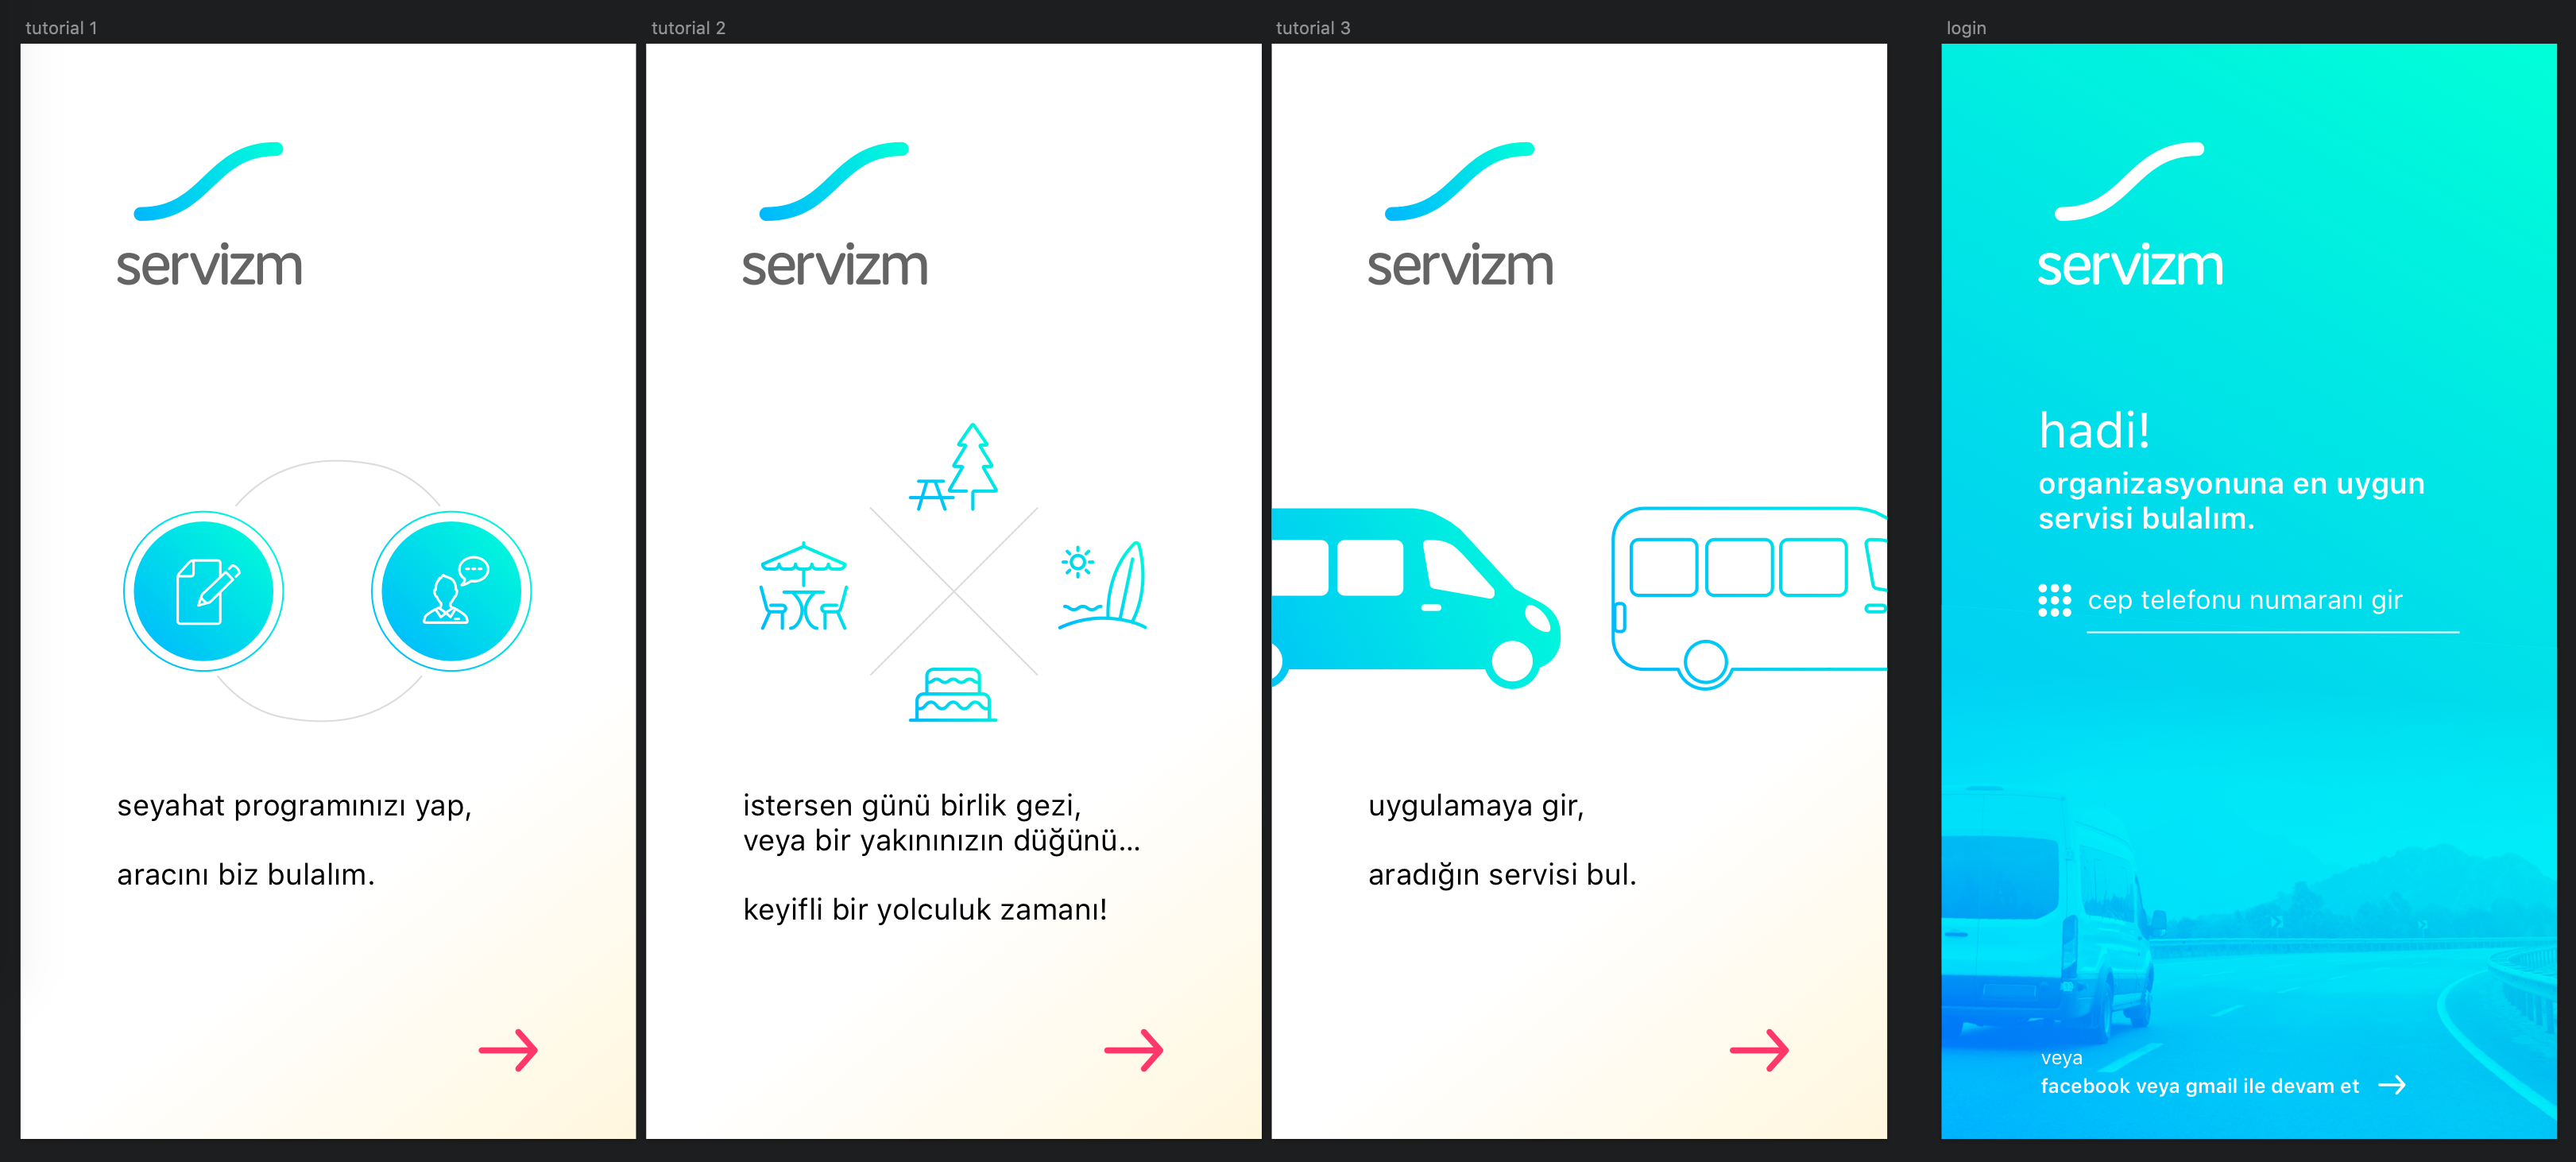 tutorial 1
servizm
seyahat programınızı yap,
aracını biz bulalım.
tutorial 2
servizm
istersen günü birlik gezi,
veya bir yakınınızın düğünü...
keyifli bir yolculuk zamanı!
tutorial 3
servizm
uygulamaya gir,
aradığın servisi bul.
login
servizm
hadi!
organizasyonuna en uygun
servisi bulalım.
cep telefonu numaranı gir
veya
facebook veya gmail ile devam et